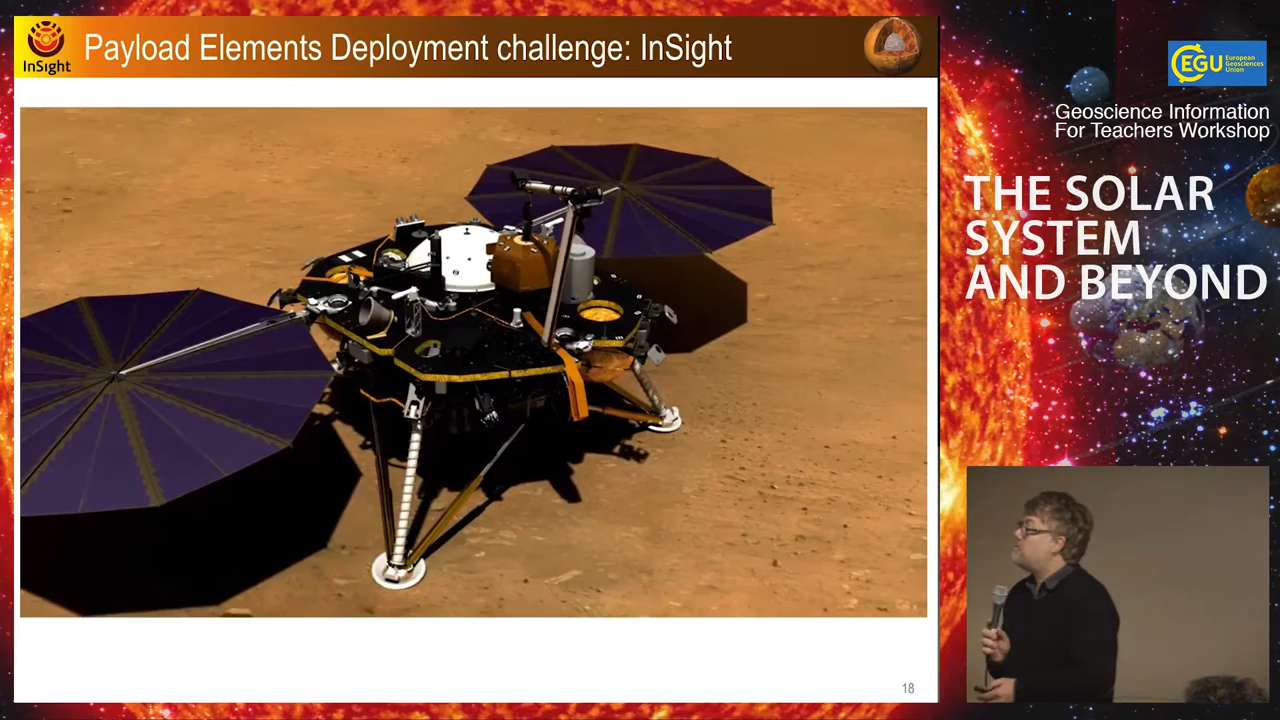 InSight
Payload Elements Deployment challenge: InSight
18
EGU
European
Geosciences
Union
Geoscience Information
For Teachers Workshop
THE SOLAR
SYSTEM
AND BEYOND